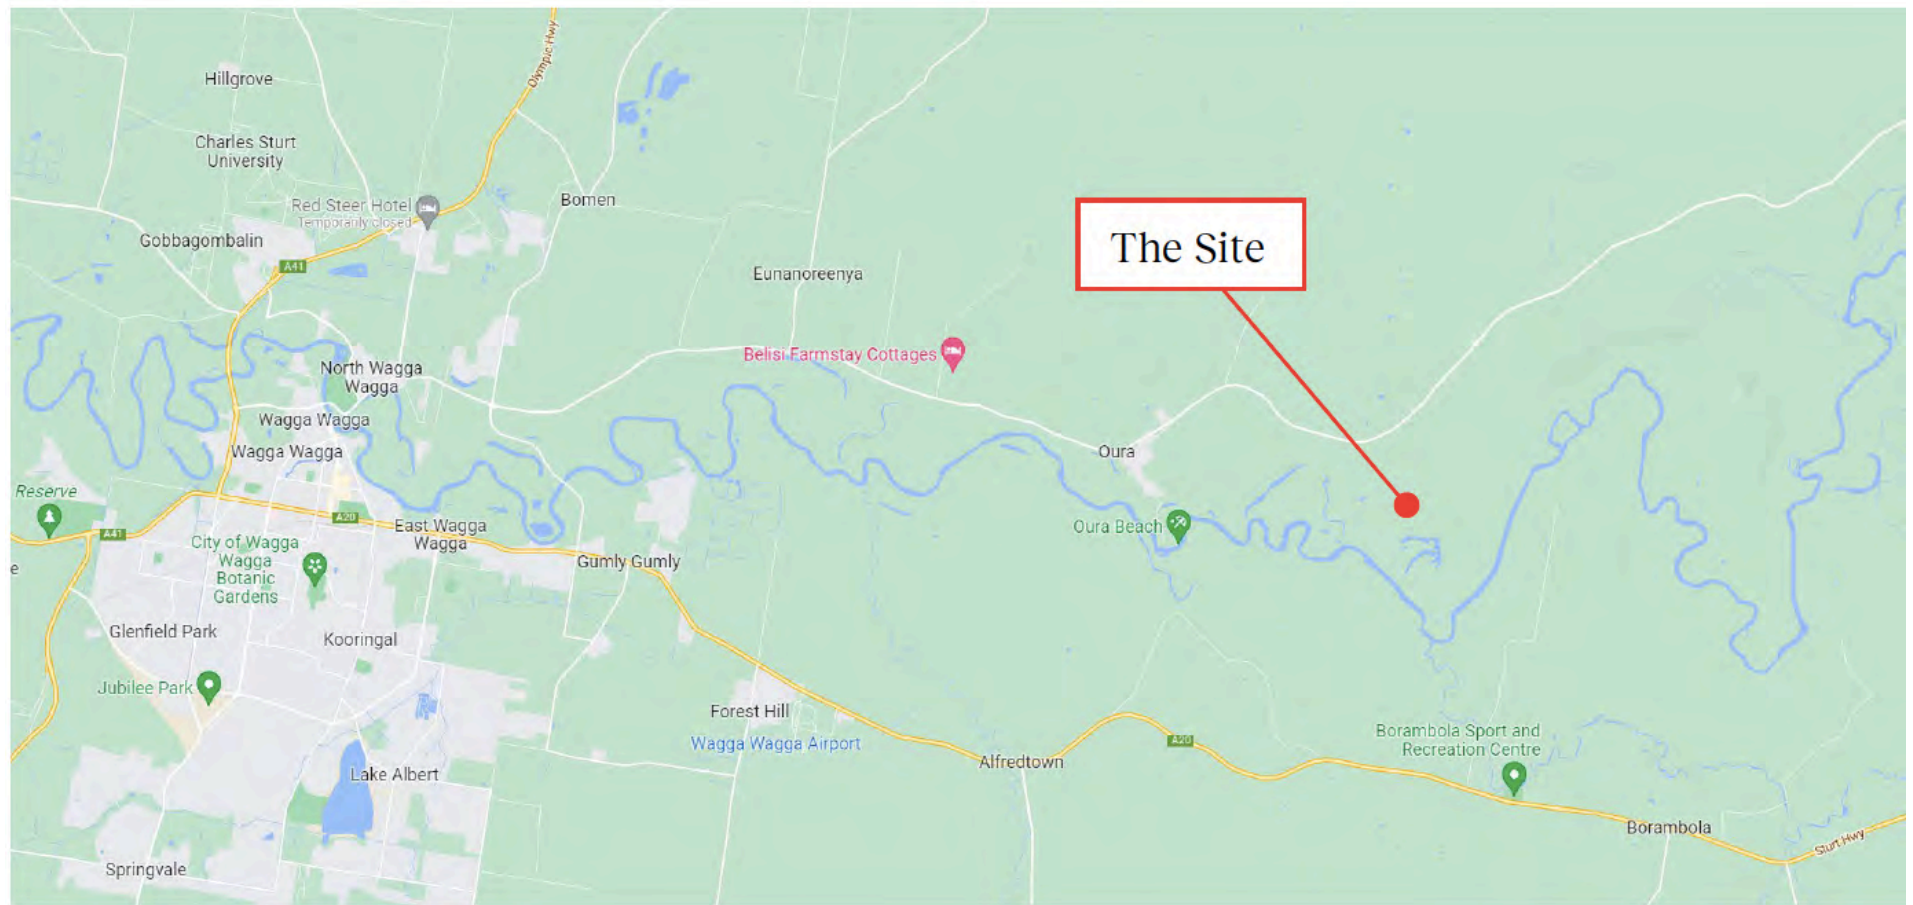 Olympic Hwy
Hillgrove
Charles Sturt
University
Red Steer Hotel
Temporarily closed
Bomen
Gobbagombalin
A41
The Site
Eunanoreenya
Belisi Farmstay Cottages
North Wagga
Wagga
Wagga Wagga
Wagga Wagga
Oura
Reserve
A20
A41
East Wagga
Wagga
Oura Beach
City of Wagga
Wagga
Botanic
Gardens
Gumly Gumly
e
Glenfield Park
Kooringal
Jubilee Park
Forest Hill
Wagga Wagga Airport
A20
Borambola Sport and
Recreation Centre
Alfredtown
Lake Albert
Borambola
Sturt Hwy
Springvale